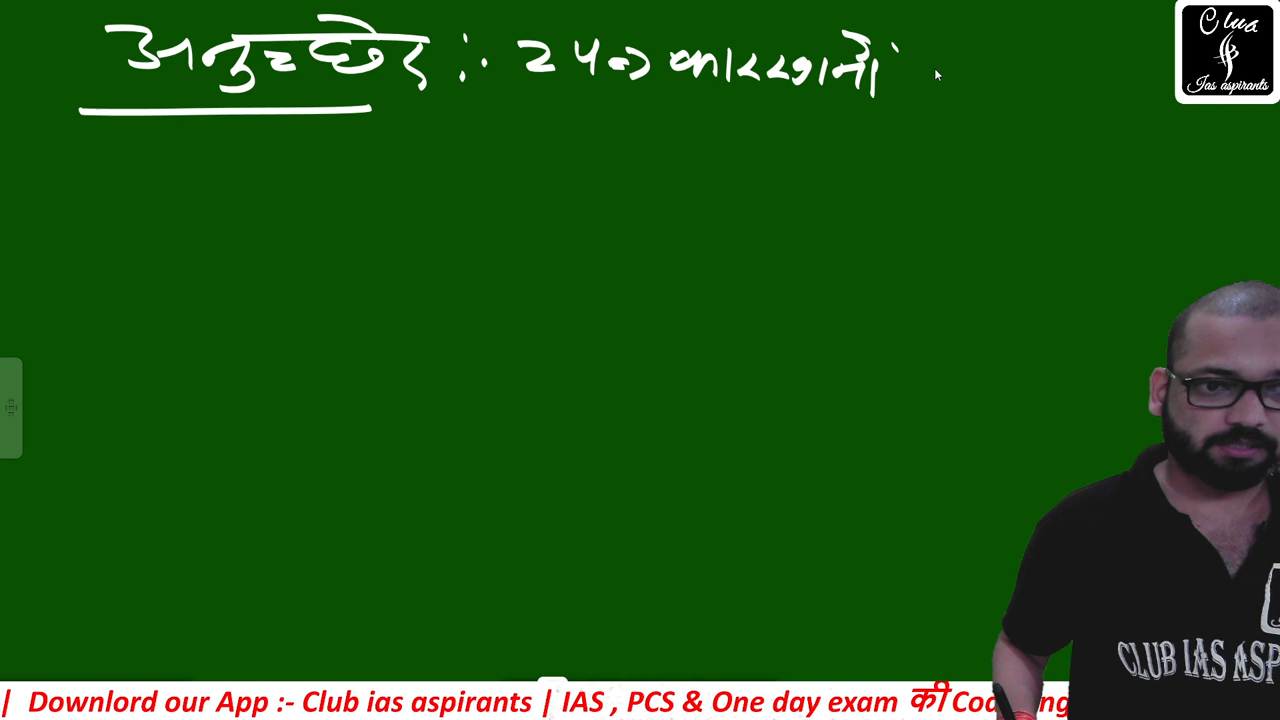 अनुच्छेद :- 24 कारखानों
Club
Ias aspirants
CLUB IAS ASP
| Downlord our App :- Club ias aspirants | IAS , PCS & One day exam की Co